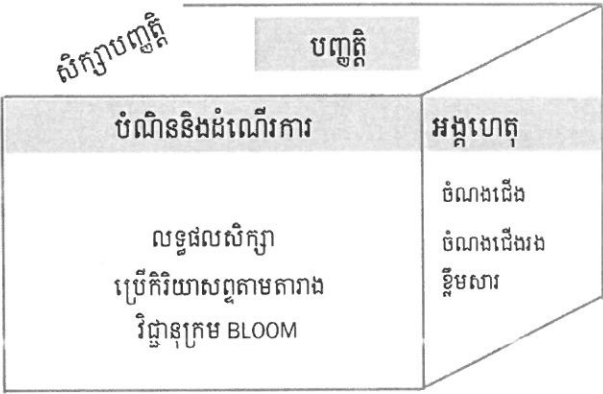 សិក្សាបញ្ញត្តិ
បញ្ញត្តិ
បំណិននិងដំណើរការ
អង្គហេតុ
ចំណងជើង
ចំណងជើងរង
ខ្លឹមសារ
លទ្ធផលសិក្សា
ប្រើកិរិយាសព្ទតាមតារាង
វិជ្ជានុក្រម BLOOM